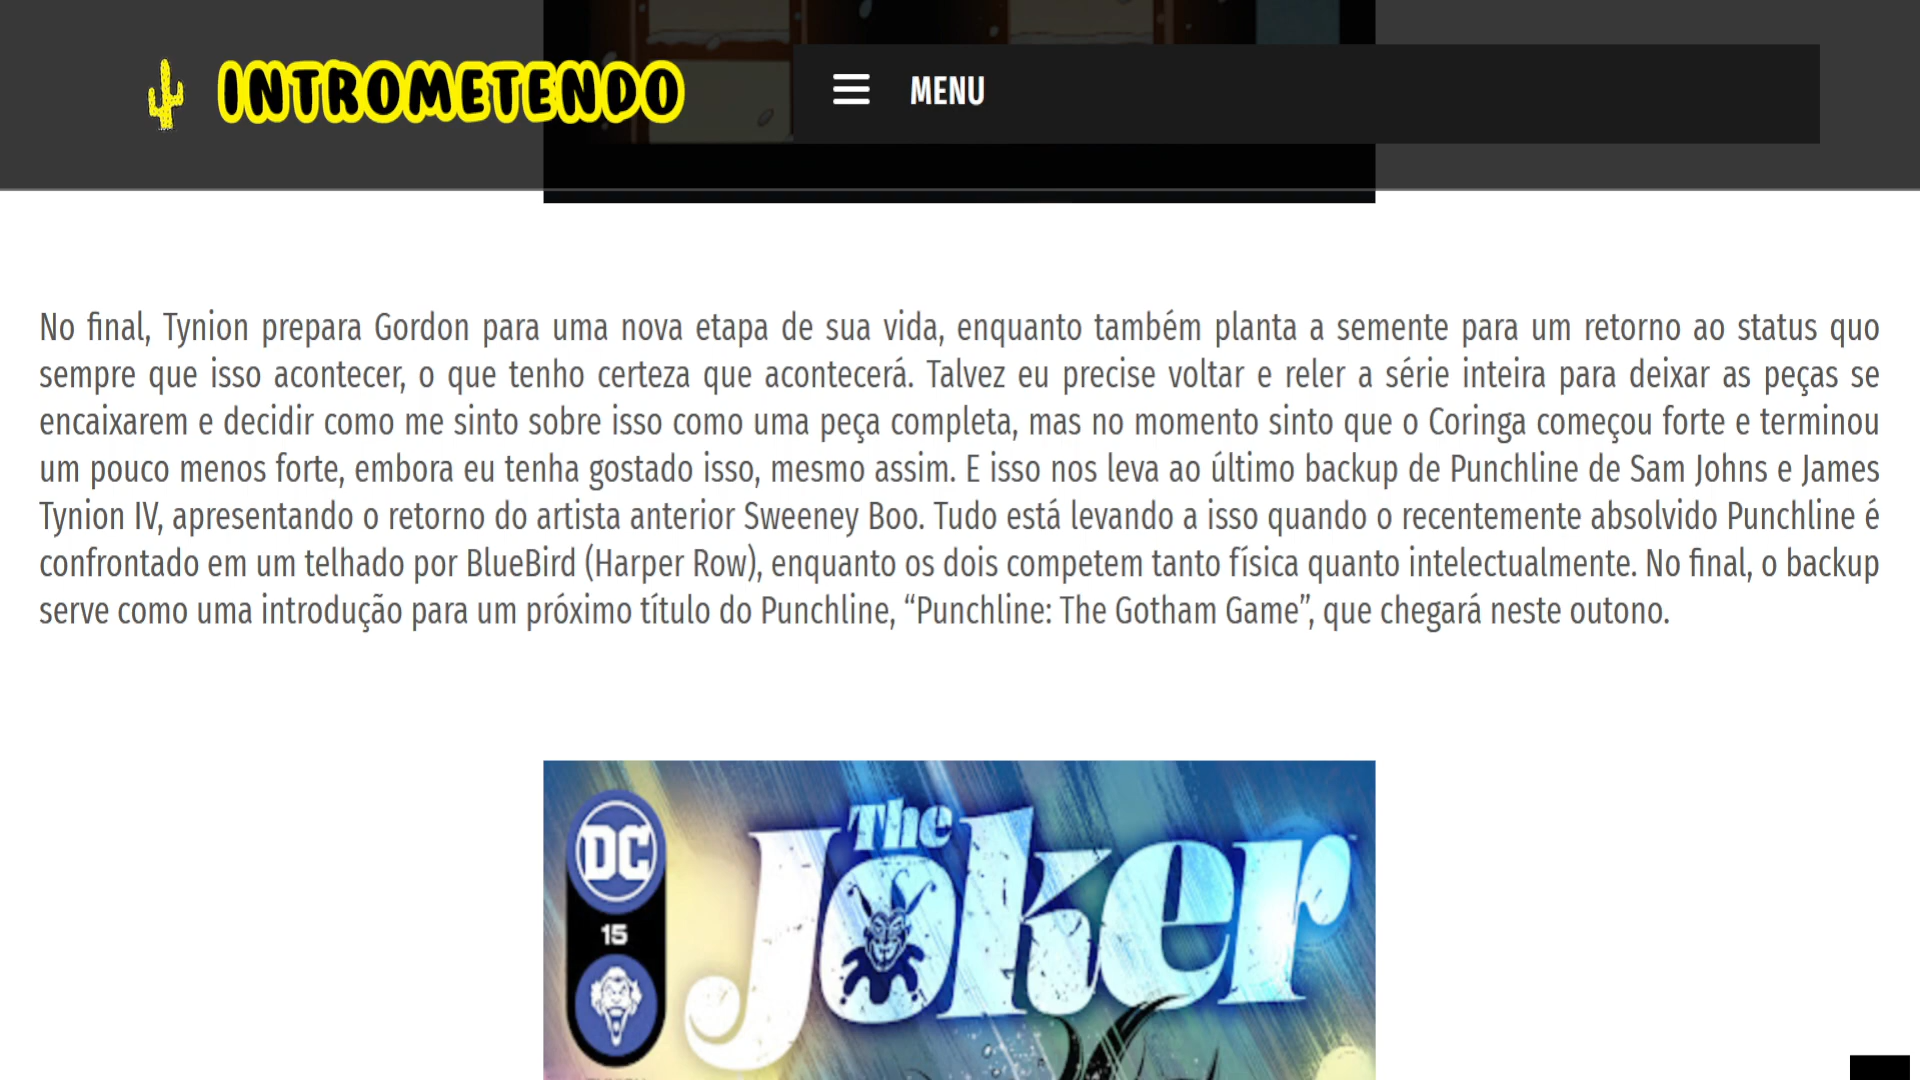 INTROMETENDO
MENU
No final, Tynion prepara Gordon para uma nova etapa de sua vida, enquanto também planta a semente para um retorno ao status quo
sempre que isso acontecer, o que tenho certeza que acontecerá. Talvez eu precise voltar e reler a série inteira para deixar as peças se
encaixarem e decidir como me sinto sobre isso como uma peça completa, mas no momento sinto que o Coringa começou forte e terminou
um pouco menos forte, embora eu tenha gostado isso, mesmo assim. E isso nos leva ao último backup de Punchline de Sam Johns e James
Tynion IV, apresentando o retorno do artista anterior Sweeney Boo. Tudo está levando a isso quando o recentemente absolvido Punchline é
confrontado em um telhado por BlueBird (Harper Row), enquanto os dois competem tanto física quanto intelectualmente. No final, o backup
serve como uma introdução para um próximo título do Punchline, “Punchline: The Gotham Game”, que chegará neste outono.
DC
15
The
Joker